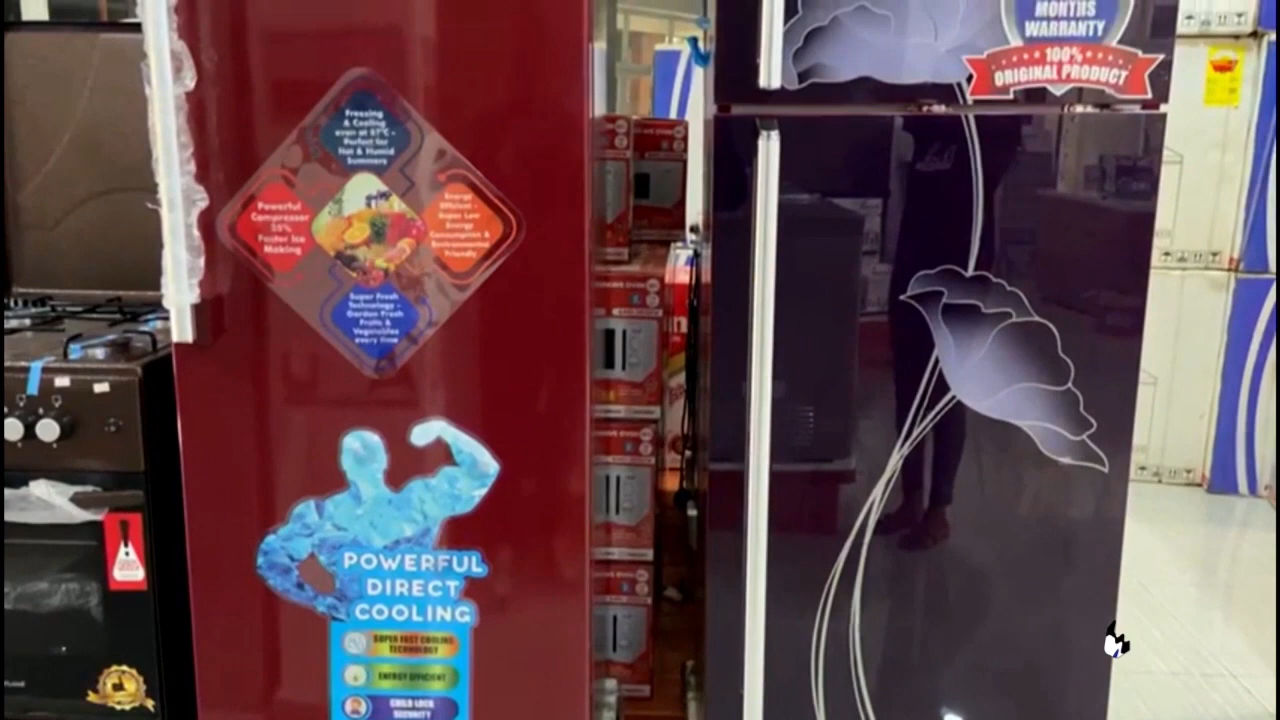 Freezing
& Cooling
even at 57°C -
Perfect for
Hot & Humid
Summers
Powerful
Compressor
55%
Faster Ice
Making
Energy
Efficient -
Super Low
Energy
Consumption &
Environmental
Friendly
Super Fresh
Technology -
Garden Fresh
Fruits &
Vegetables
every time
POWERFUL
DIRECT
COOLING
SUPER FAST COOLING
TECHNOLOGY
ENERGY EFFICIENT
CHILD LOCK
SECURITY
MONTHS
WARRANTY
100%
ORIGINAL PRODUCT